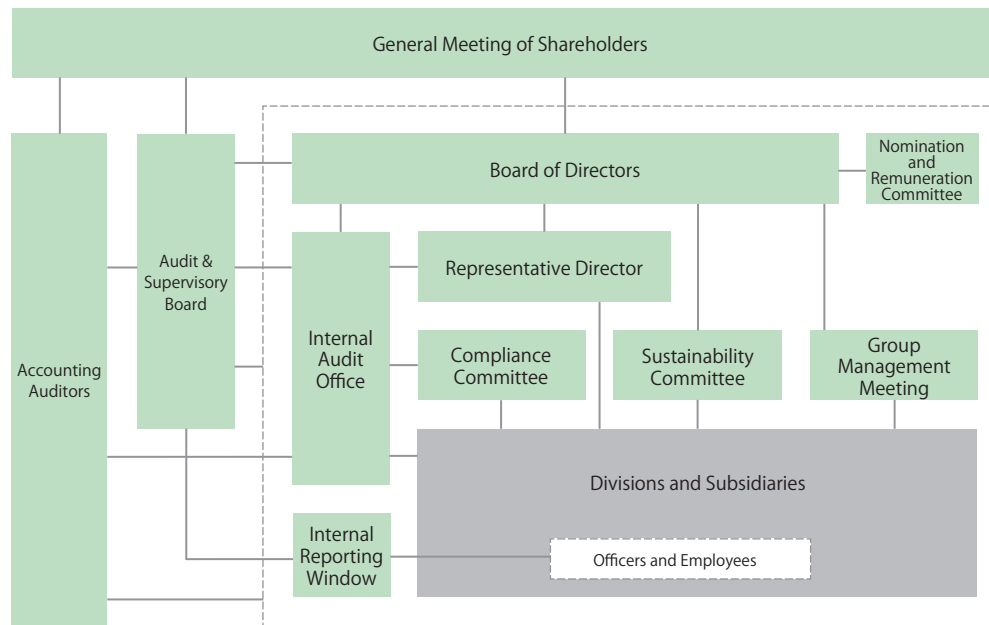 General Meeting of Shareholders
Board of Directors
Nomination
and
Remuneration
Committee
Audit &
Supervisory
Board
Representative Director
Internal
Audit
Office
Accounting
Auditors
Compliance
Committee
Sustainability
Committee
Group
Management
Meeting
Divisions and Subsidiaries
Internal
Reporting
Window
Officers and Employees